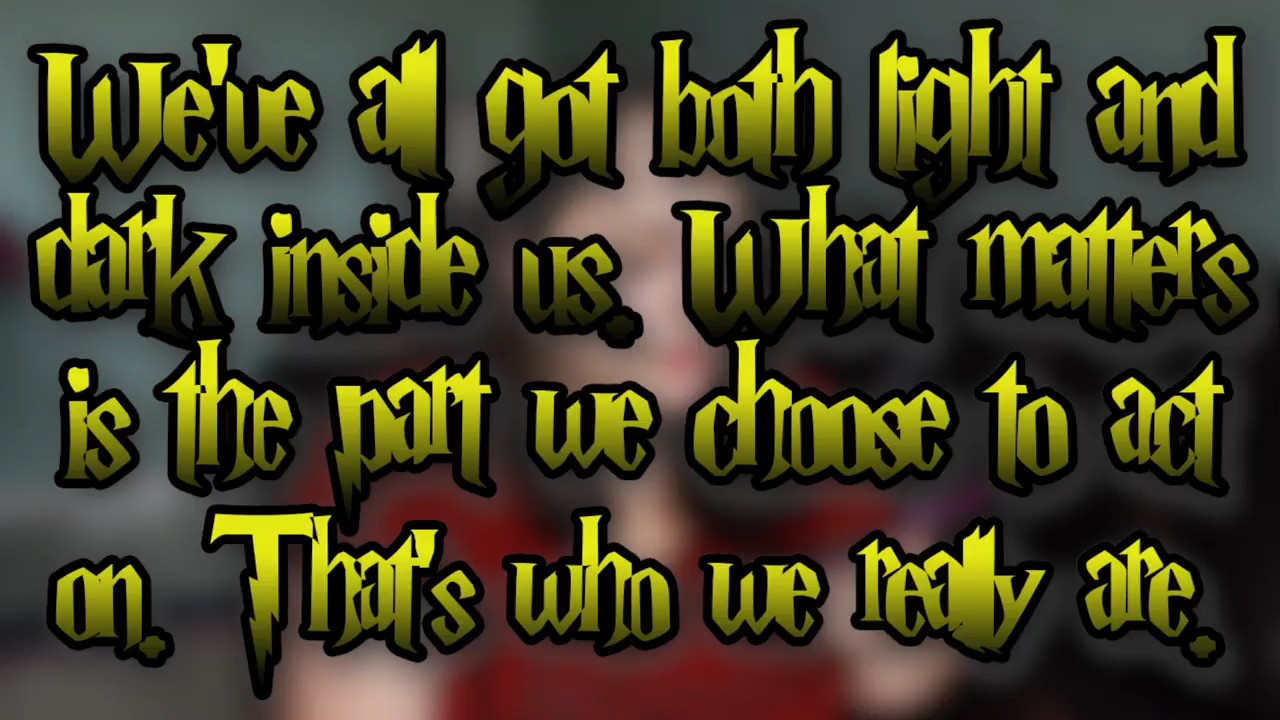 We've all got both light and
dark inside us. What matters
is the part we choose to act
on. That's who we really are.